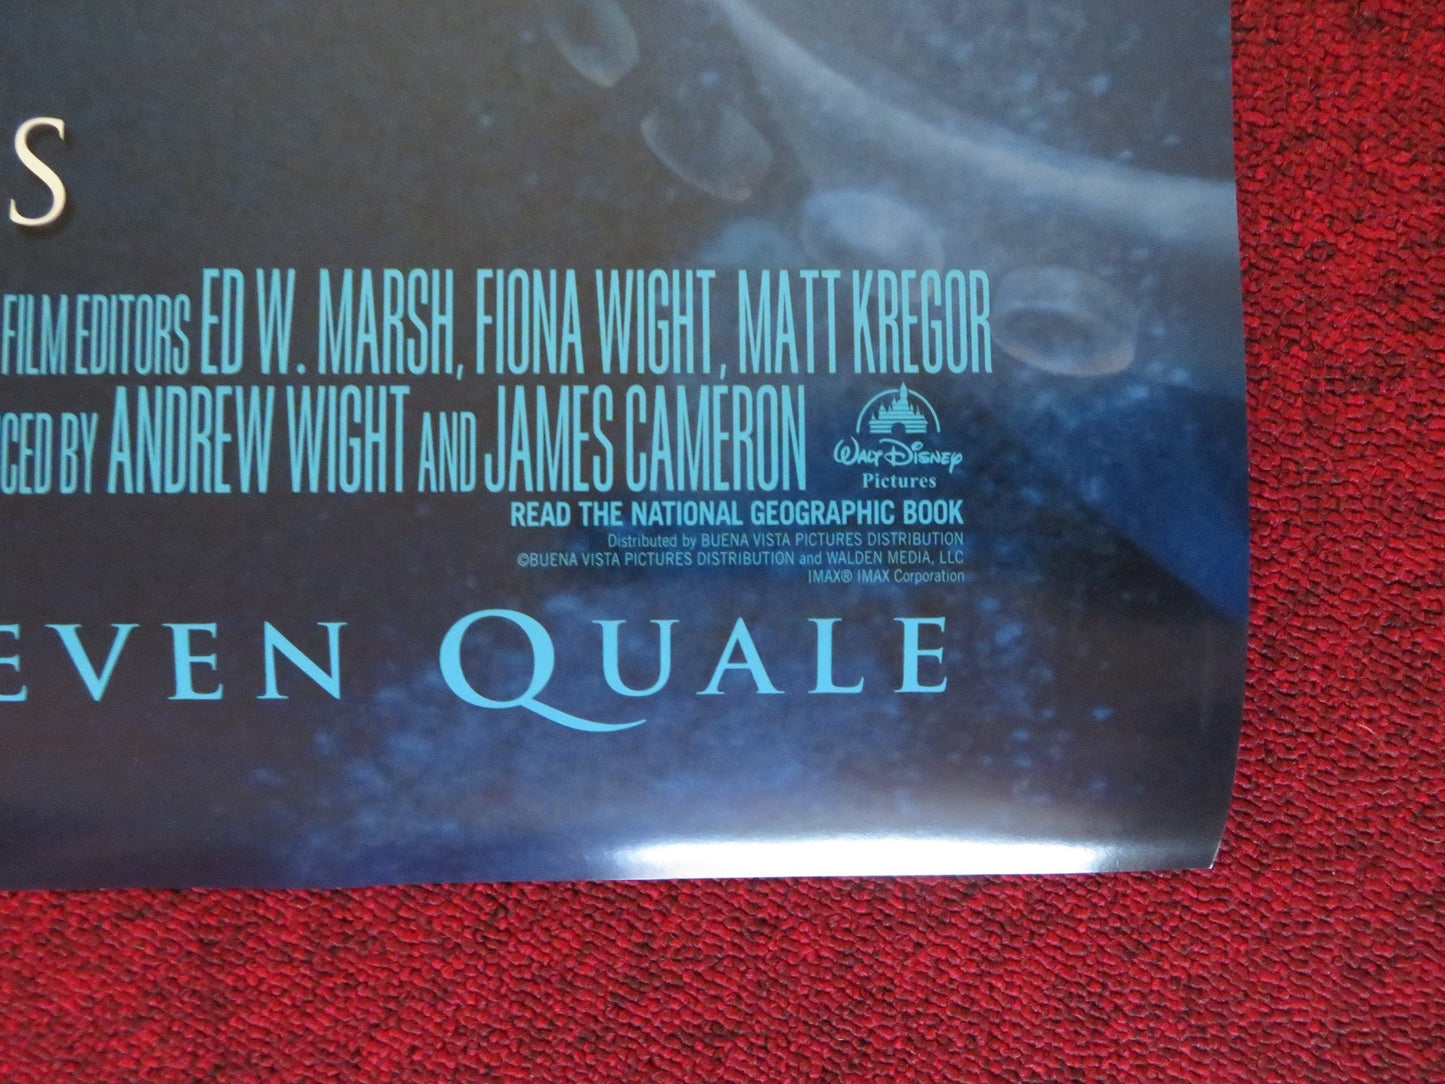 S
FILM EDITORS ED W. MARSH, FIONA WIGHT, MATT KREGOR
CED BY ANDREW WIGHT AND JAMES CAMERON
WALT DISNEY
Pictures
READ THE NATIONAL GEOGRAPHIC BOOK
Distributed by BUENA VISTA PICTURES DISTRIBUTION
©BUENA VISTA PICTURES DISTRIBUTION and WALDEN MEDIA, LLC
IMAX® IMAX Corporation
EVEN QUALE